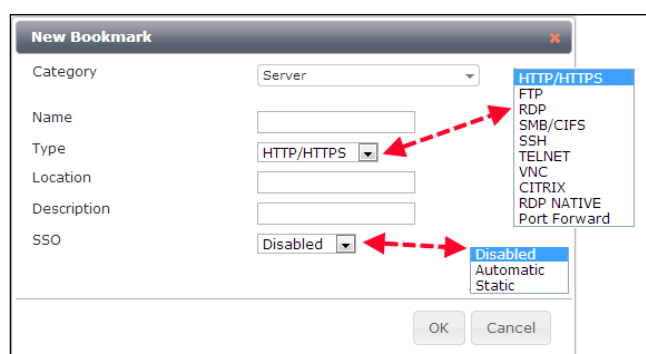 New Bookmark
Category
Server
Name
Type
HTTP/HTTPS
Location
Description
SSO
Disabled
OK
Cancel
HTTP/HTTPS
FTP
RDP
SMB/CIFS
SSH
TELNET
VNC
CITRIX
RDP NATIVE
Port Forward
Disabled
Automatic
Static